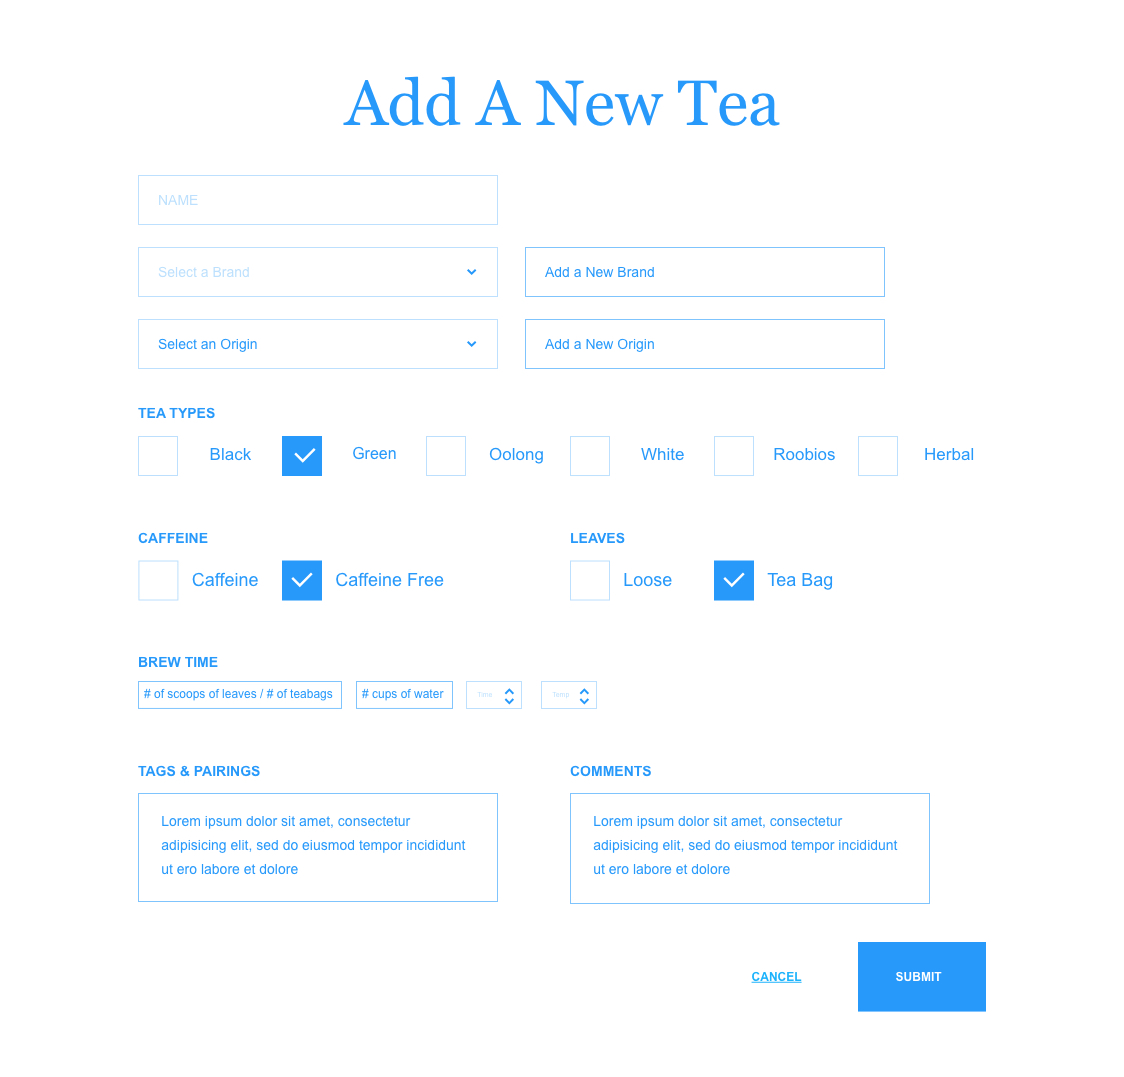 Add A New Tea
NAME
Select a Brand
Add a New Brand
Select an Origin
Add a New Origin
TEA TYPES
Black
Green
Oolong
White
Roobios
Herbal
CAFFEINE
LEAVES
Caffeine
Caffeine Free
Loose
Tea Bag
BREW TIME
# of scoops of leaves / # of teabags
# cups of water
Time
Temp
TAGS & PAIRINGS
COMMENTS
Lorem ipsum dolor sit amet, consectetur
adipisicing elit, sed do eiusmod tempor incididunt
ut ero labore et dolore
Lorem ipsum dolor sit amet, consectetur
adipisicing elit, sed do eiusmod tempor incididunt
ut ero labore et dolore
CANCEL
SUBMIT